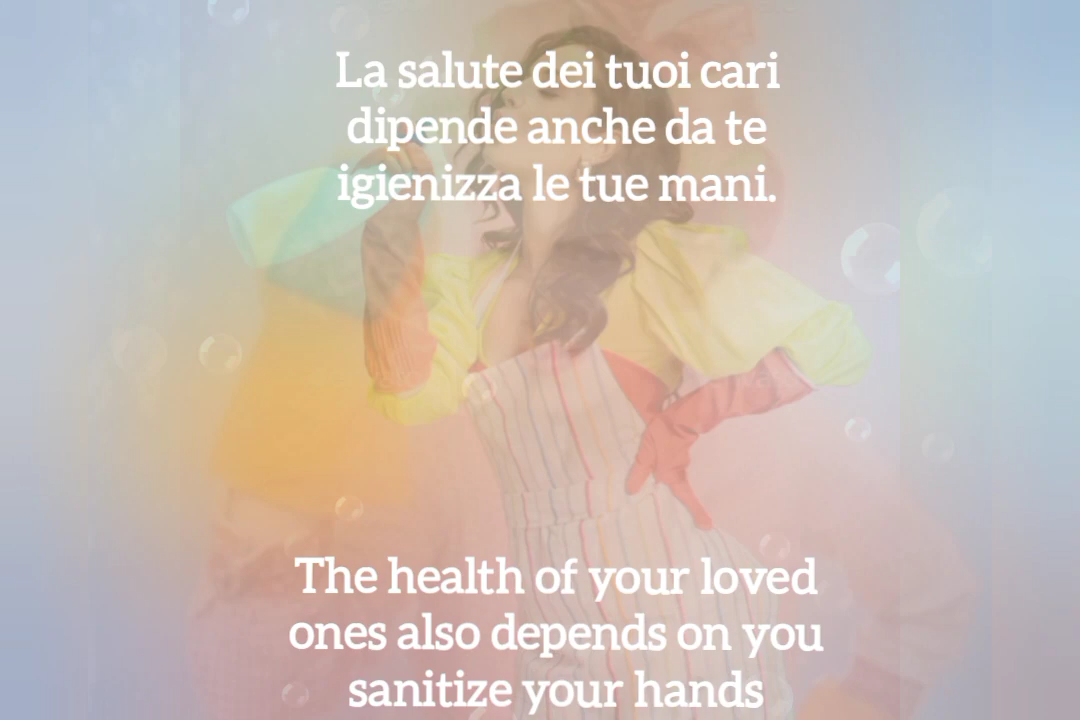 La salute dei tuoi cari
dipende anche da te
igienizza le tue mani.
The health of your loved
ones also depends on you
sanitize your hands